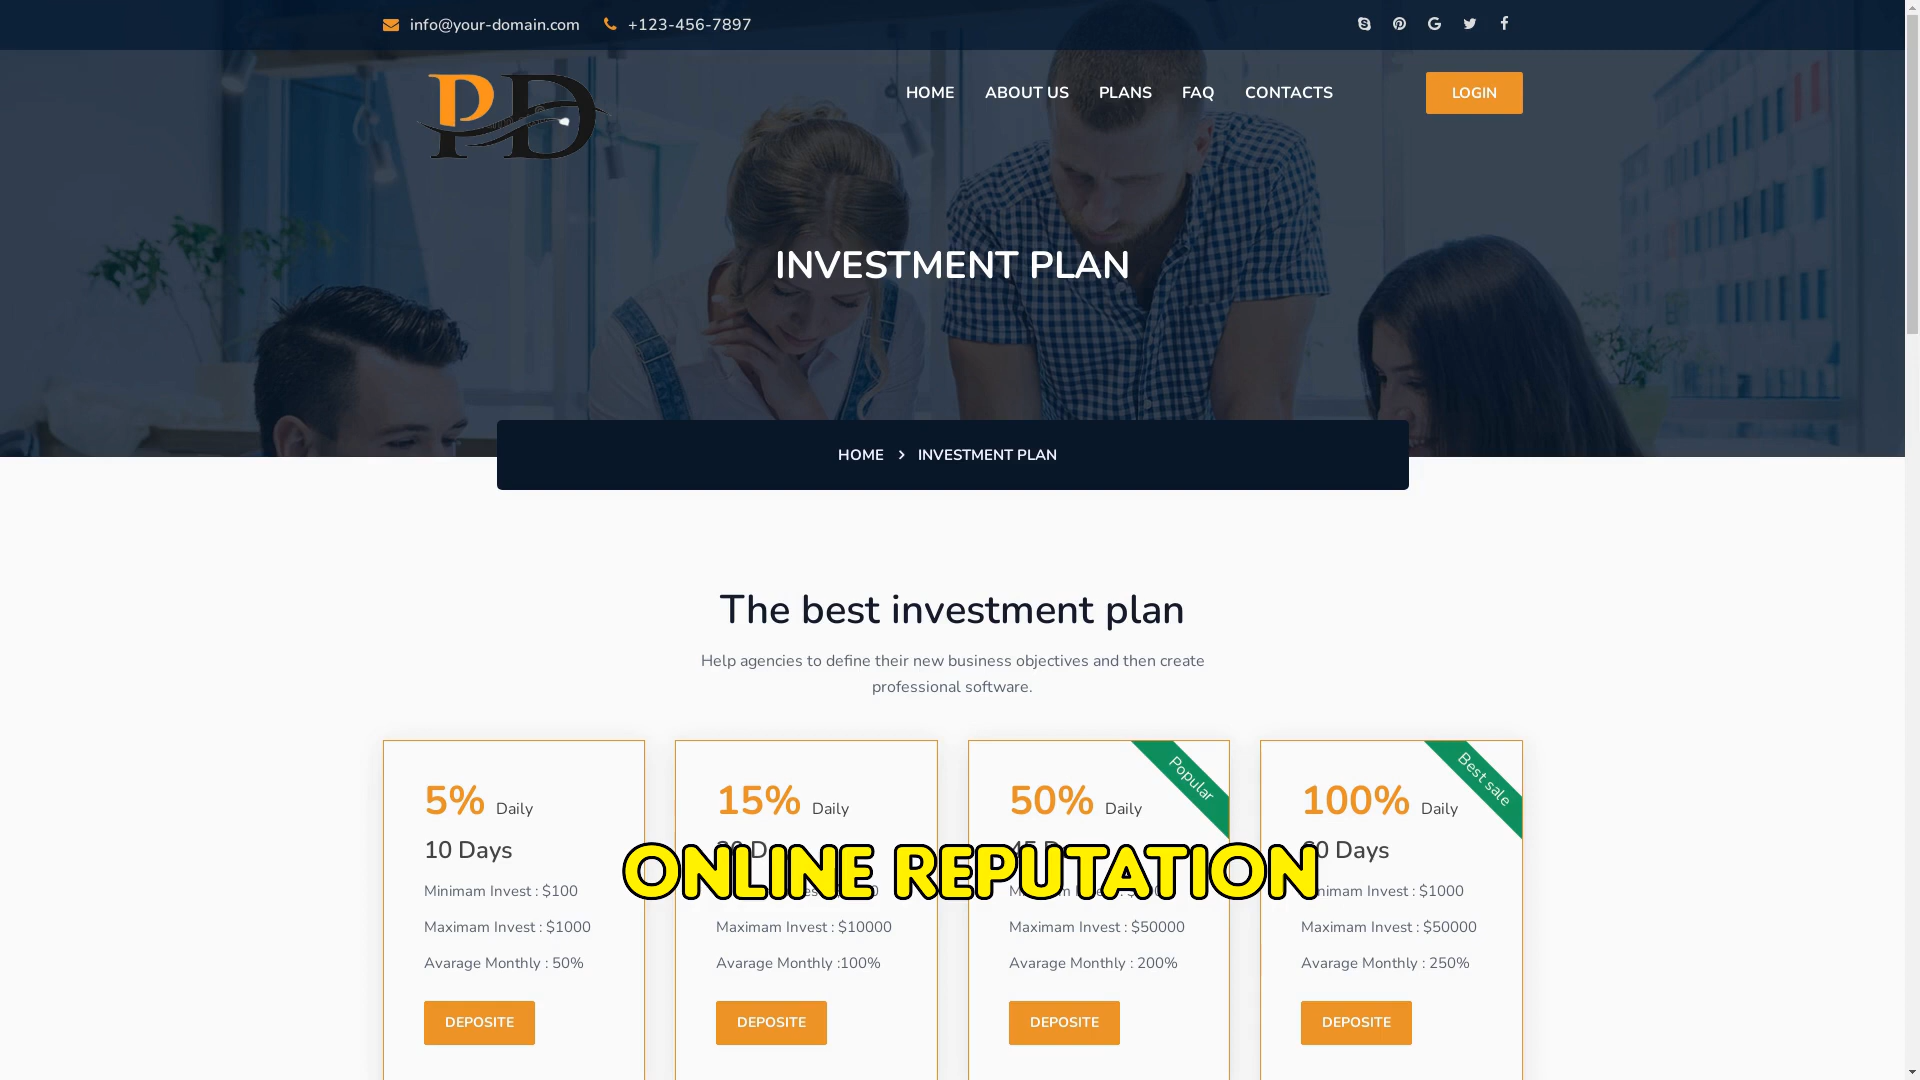 info@your-domain.com +123-456-7897
PD
HOME ABOUT US PLANS FAQ CONTACTS LOGIN
INVESTMENT PLAN
HOME > INVESTMENT PLAN
The best investment plan
Help agencies to define their new business objectives and then create
professional software.
Popular
Best sale
5% Daily
10 Days
Minimam Invest : $100
Maximam Invest : $1000
Avarage Monthly : 50%
DEPOSITE
15% Daily
Maximam Invest : $10000
Avarage Monthly :100%
DEPOSITE
50% Daily
Maximam Invest : $50000
Avarage Monthly : 200%
DEPOSITE
100% Daily
Days
Invest : $1000
Maximam Invest : $50000
Avarage Monthly : 250%
DEPOSITE
ONLINE REPUTATION